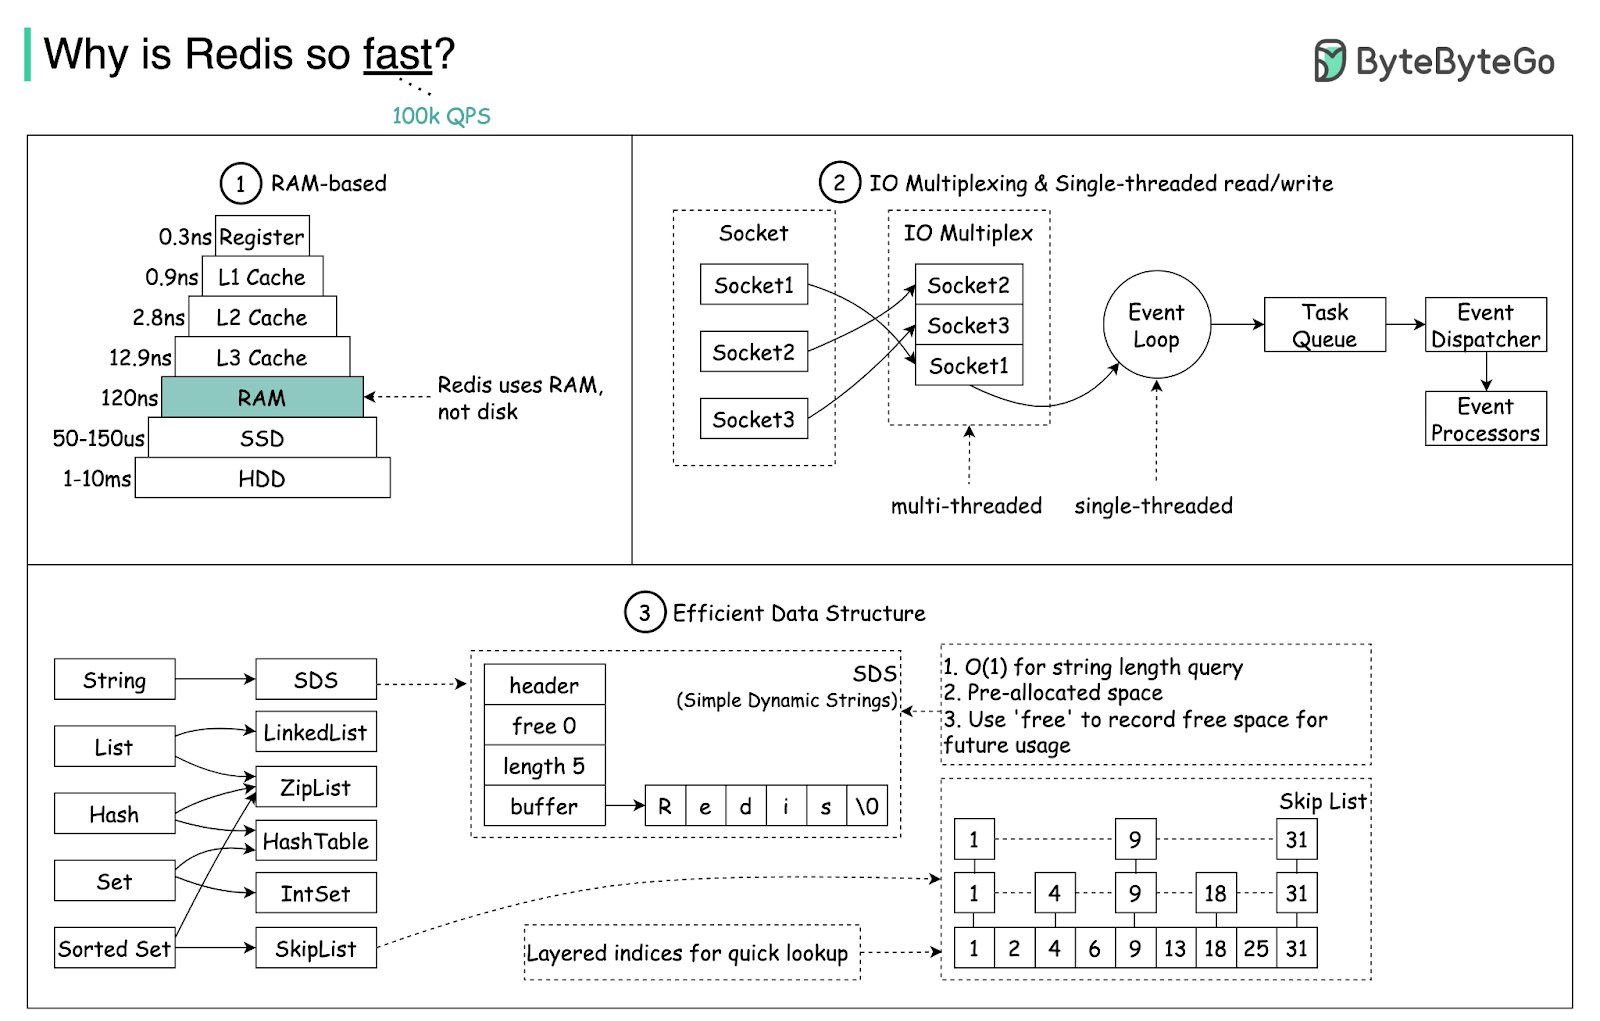 Why is Redis so fast?
ByteByteGo
100k QPS
1 RAM-based
0.3ns Register
0.9ns L1 Cache
2.8ns L2 Cache
12.9ns L3 Cache
120ns RAM
50-150us SSD
1-10ms HDD
Redis uses RAM,
not disk
2 IO Multiplexing & Single-threaded read/write
Socket
Socket1
Socket2
Socket3
IO Multiplex
Socket2
Socket3
Socket1
multi-threaded
Event
Loop
single-threaded
Task
Queue
Event
Dispatcher
Event
Processors
3 Efficient Data Structure
String
List
Hash
Set
Sorted Set
SDS
LinkedList
ZipList
HashTable
IntSet
SkipList
header
free 0
length 5
buffer
R e d i s \0
SDS
(Simple Dynamic Strings)
1. O(1) for string length query
2. Pre-allocated space
3. Use 'free' to record free space for
future usage
Skip List
1 9 31
1 4 9 18 31
1 2 4 6 9 13 18 25 31
Layered indices for quick lookup